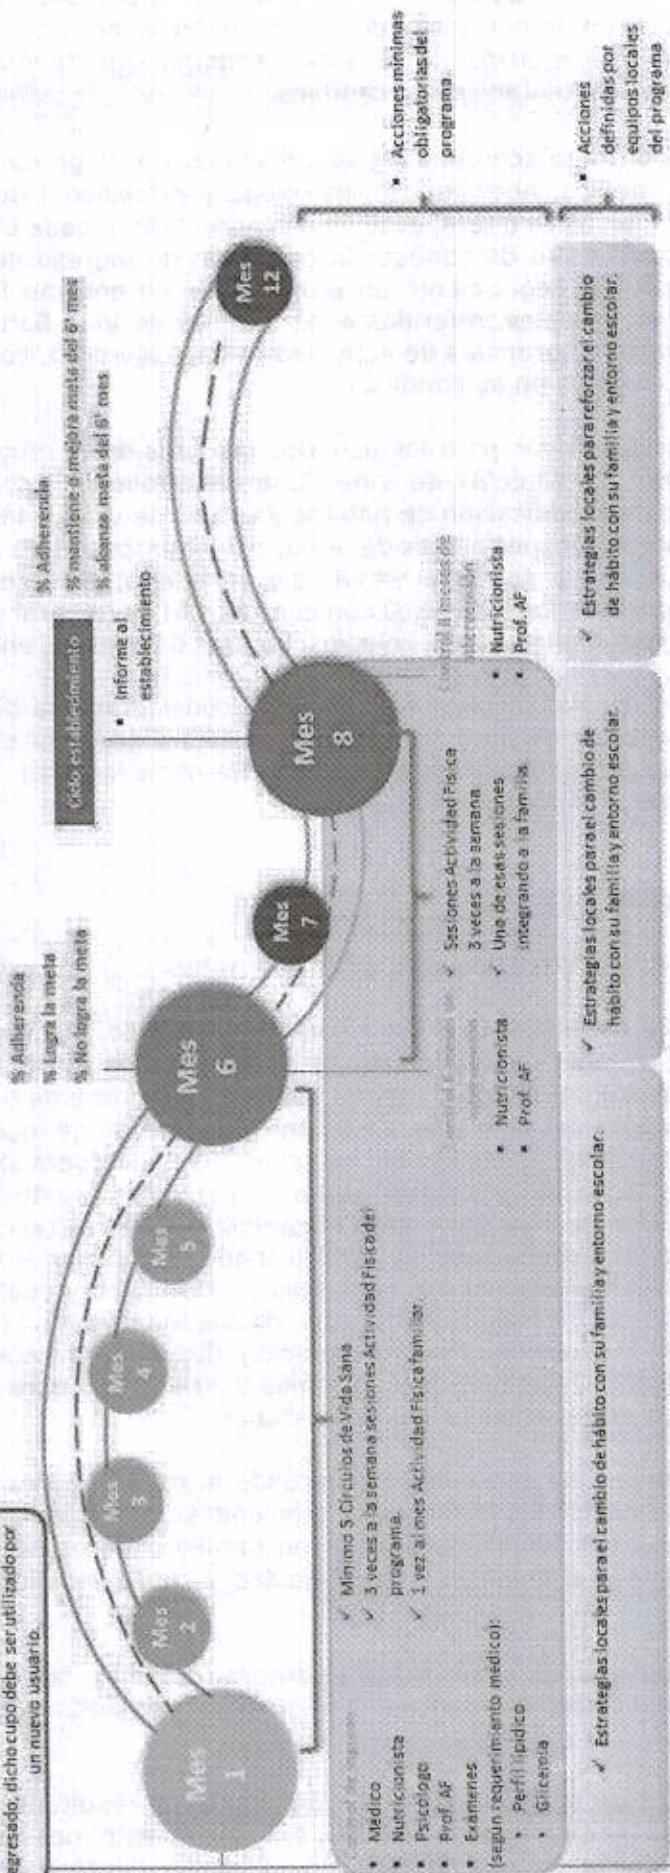 egresado, dicho cupo debe ser utilizado por
un nuevo usuario.
Mes
1
Mes
2
Mes
3
Mes
4
Mes
5
% Adherencia
% Logra la meta
% No logra la meta
Mes
6
Mes
7
Ciclo establecimiento
• Informe al
establecimiento
Mes
8
% Adherencia
% mantiene o mejora meta del 6° mes
% alcanza meta del 6° mes
Mes
12
• Médico
• Nutricionista
• Psicólogo
• Prof. AF
• Exámenes
(según requerimiento médico):
• Perfil lipídico
• Glicemia
✓ Mínimo 5 Círculos de Vida Sana
✓ 3 veces a la semana sesiones Actividad Física del
programa.
✓ 1 vez al mes Actividad Física familiar.
• Nutricionista
• Prof. AF
✓ Sesiones Actividad Física
3 veces a la semana
✓ Una de esas sesiones
integrando a la familia.
• Nutricionista
• Prof. AF
• Acciones mínimas
obligatorias del
programa.
✓ Estrategias locales para el cambio de hábito con su familia y entorno escolar.
✓ Estrategias locales para el cambio de
hábito con su familia y entorno escolar.
✓ Estrategias locales para reforzar el cambio
de hábito con su familia y entorno escolar.
• Acciones
definidas por
equipos locales
del programa